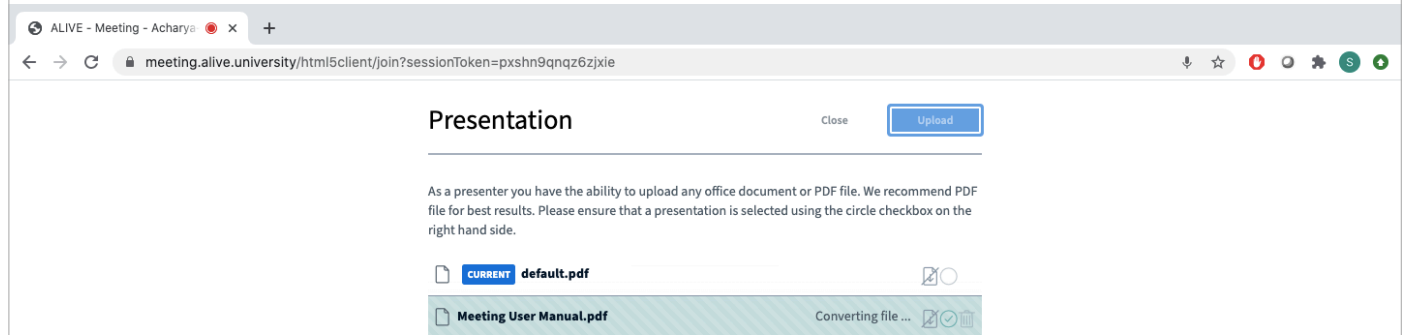 ALIVE - Meeting - Acharya
meeting.alive.university/html5client/join?sessionToken=pxshn9qnqz6zjxie
S
Presentation
Close
Upload
As a presenter you have the ability to upload any office document or PDF file. We recommend PDF
file for best results. Please ensure that a presentation is selected using the circle checkbox on the
right hand side.
CURRENT default.pdf
Meeting User Manual.pdf Converting file ...